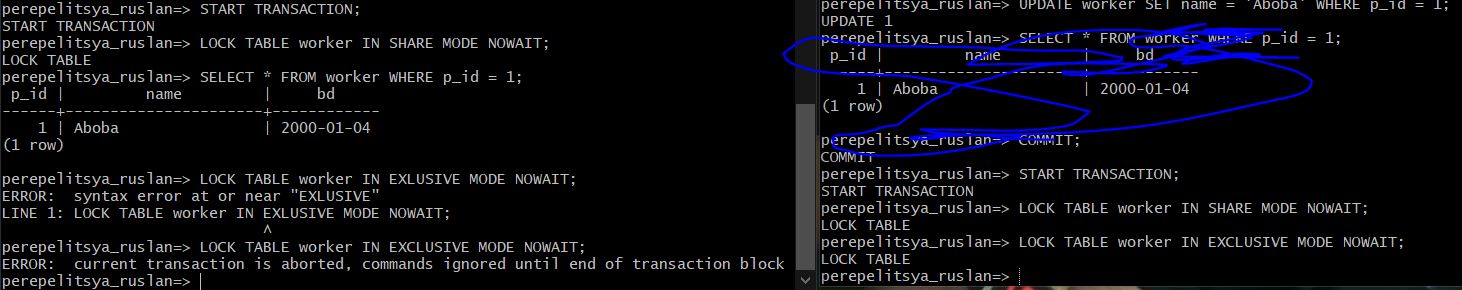 perepelitsya_ruslan=> START TRANSACTION;
START TRANSACTION
perepelitsya_ruslan=> LOCK TABLE worker IN SHARE MODE NOWAIT;
LOCK TABLE
perepelitsya_ruslan=> SELECT * FROM worker WHERE p_id = 1;
 p_id |         name         |     bd
------+----------------------+------------
    1 | Aboba                | 2000-01-04
(1 row)
perepelitsya_ruslan=> LOCK TABLE worker IN EXLUSIVE MODE NOWAIT;
ERROR:  syntax error at or near "EXLUSIVE"
LINE 1: LOCK TABLE worker IN EXLUSIVE MODE NOWAIT;
                             ^
perepelitsya_ruslan=> LOCK TABLE worker IN EXCLUSIVE MODE NOWAIT;
ERROR:  current transaction is aborted, commands ignored until end of transaction block
perepelitsya_ruslan=>
perepelitsya_ruslan=> UPDATE worker SET name = 'Aboba' WHERE p_id = 1;
UPDATE 1
perepelitsya_ruslan=> SELECT * FROM worker WHERE p_id = 1;
 p_id |         name         |     bd
------+----------------------+------------
    1 | Aboba                | 2000-01-04
(1 row)
perepelitsya_ruslan=> COMMIT;
COMMIT
perepelitsya_ruslan=> START TRANSACTION;
START TRANSACTION
perepelitsya_ruslan=> LOCK TABLE worker IN SHARE MODE NOWAIT;
LOCK TABLE
perepelitsya_ruslan=> LOCK TABLE worker IN EXCLUSIVE MODE NOWAIT;
LOCK TABLE
perepelitsya_ruslan=>